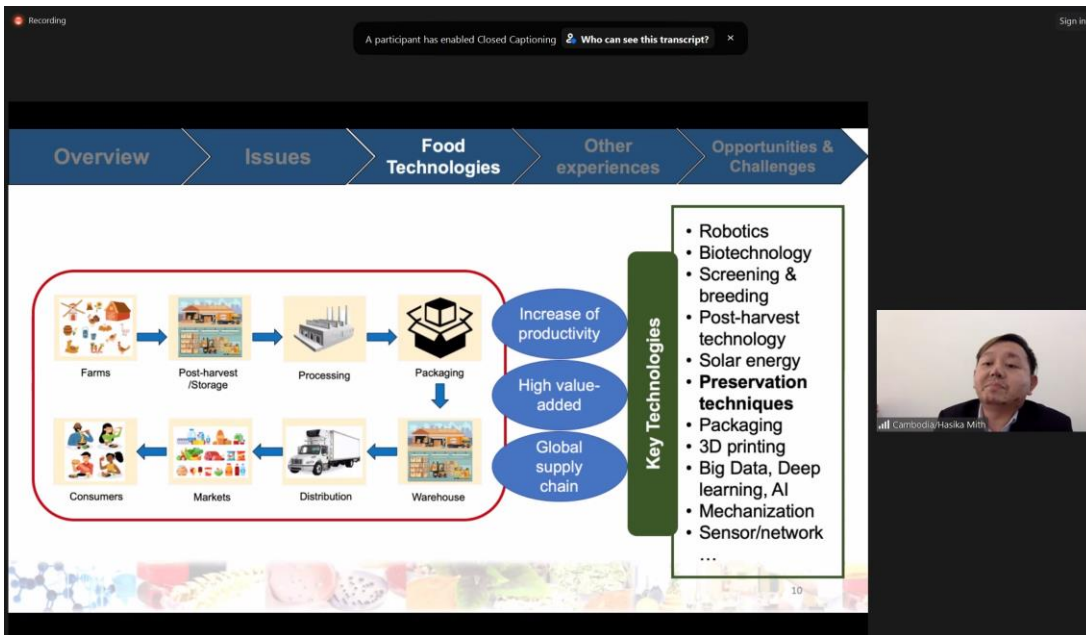 Recording
Sign in
A participant has enabled Closed Captioning
Who can see this transcript?
Overview
Issues
Food
Technologies
Other
experiences
Opportunities &
Challenges
Farms
Post-harvest
/Storage
Processing
Packaging
Consumers
Markets
Distribution
Warehouse
Increase of
productivity
High value-
added
Global
supply
chain
Key Technologies
• Robotics
• Biotechnology
• Screening &
breeding
• Post-harvest
technology
• Solar energy
• Preservation
techniques
• Packaging
• 3D printing
• Big Data, Deep
learning, AI
• Mechanization
• Sensor/network
...
10
Cambodia/Hasika Mith